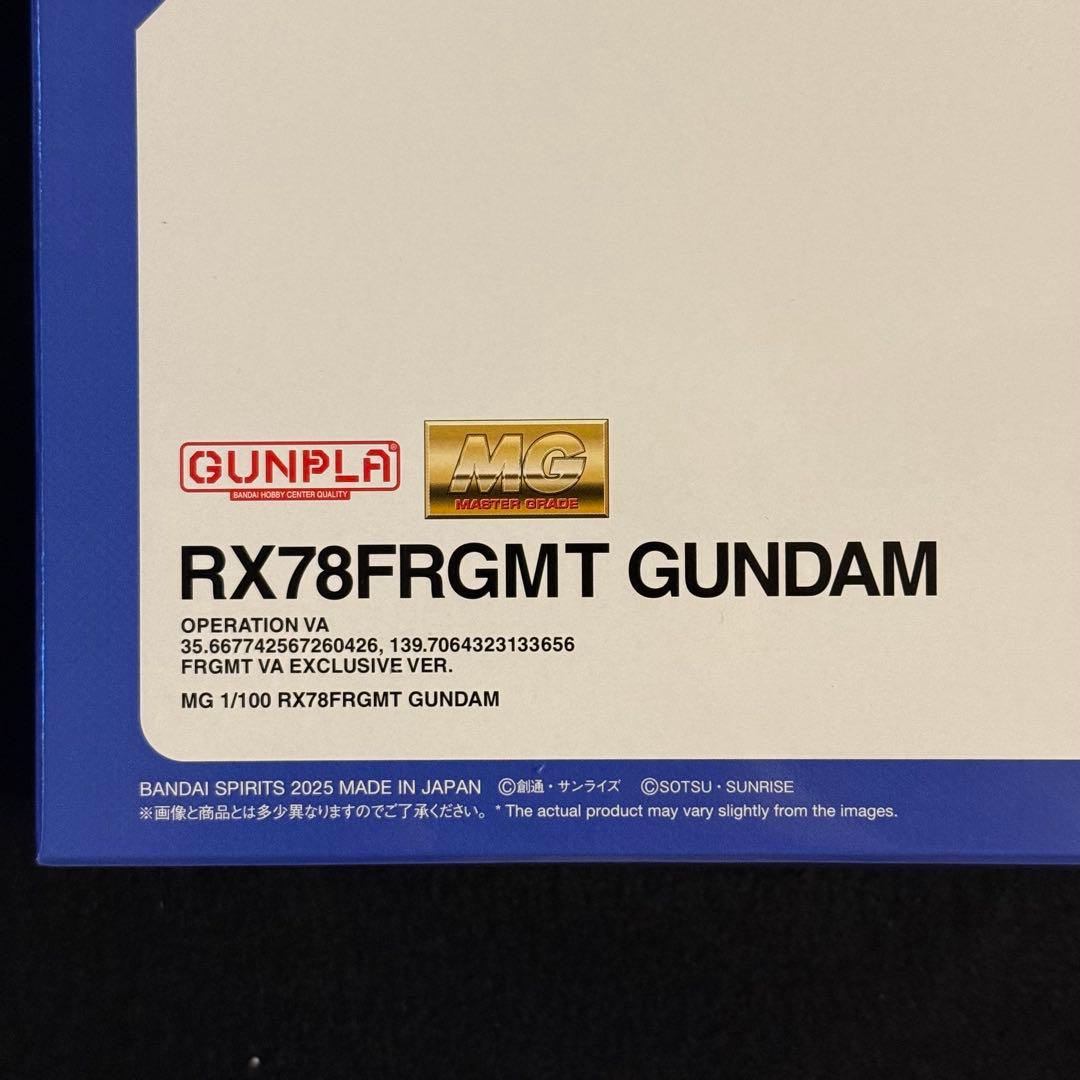 GUNPLA®
BANDAI HOBBY CENTER QUALITY
MG
MASTER GRADE
RX78FRGMT GUNDAM
OPERATION VA
35.667742567260426, 139.7064323133656
FRGMT VA EXCLUSIVE VER.
MG 1/100 RX78FRGMT GUNDAM
BANDAI SPIRITS 2025 MADE IN JAPAN ©創通・サンライズ ©SOTSU・SUNRISE
※画像と商品とは多少異なりますのでご了承ください。 * The actual product may vary slightly from the images.